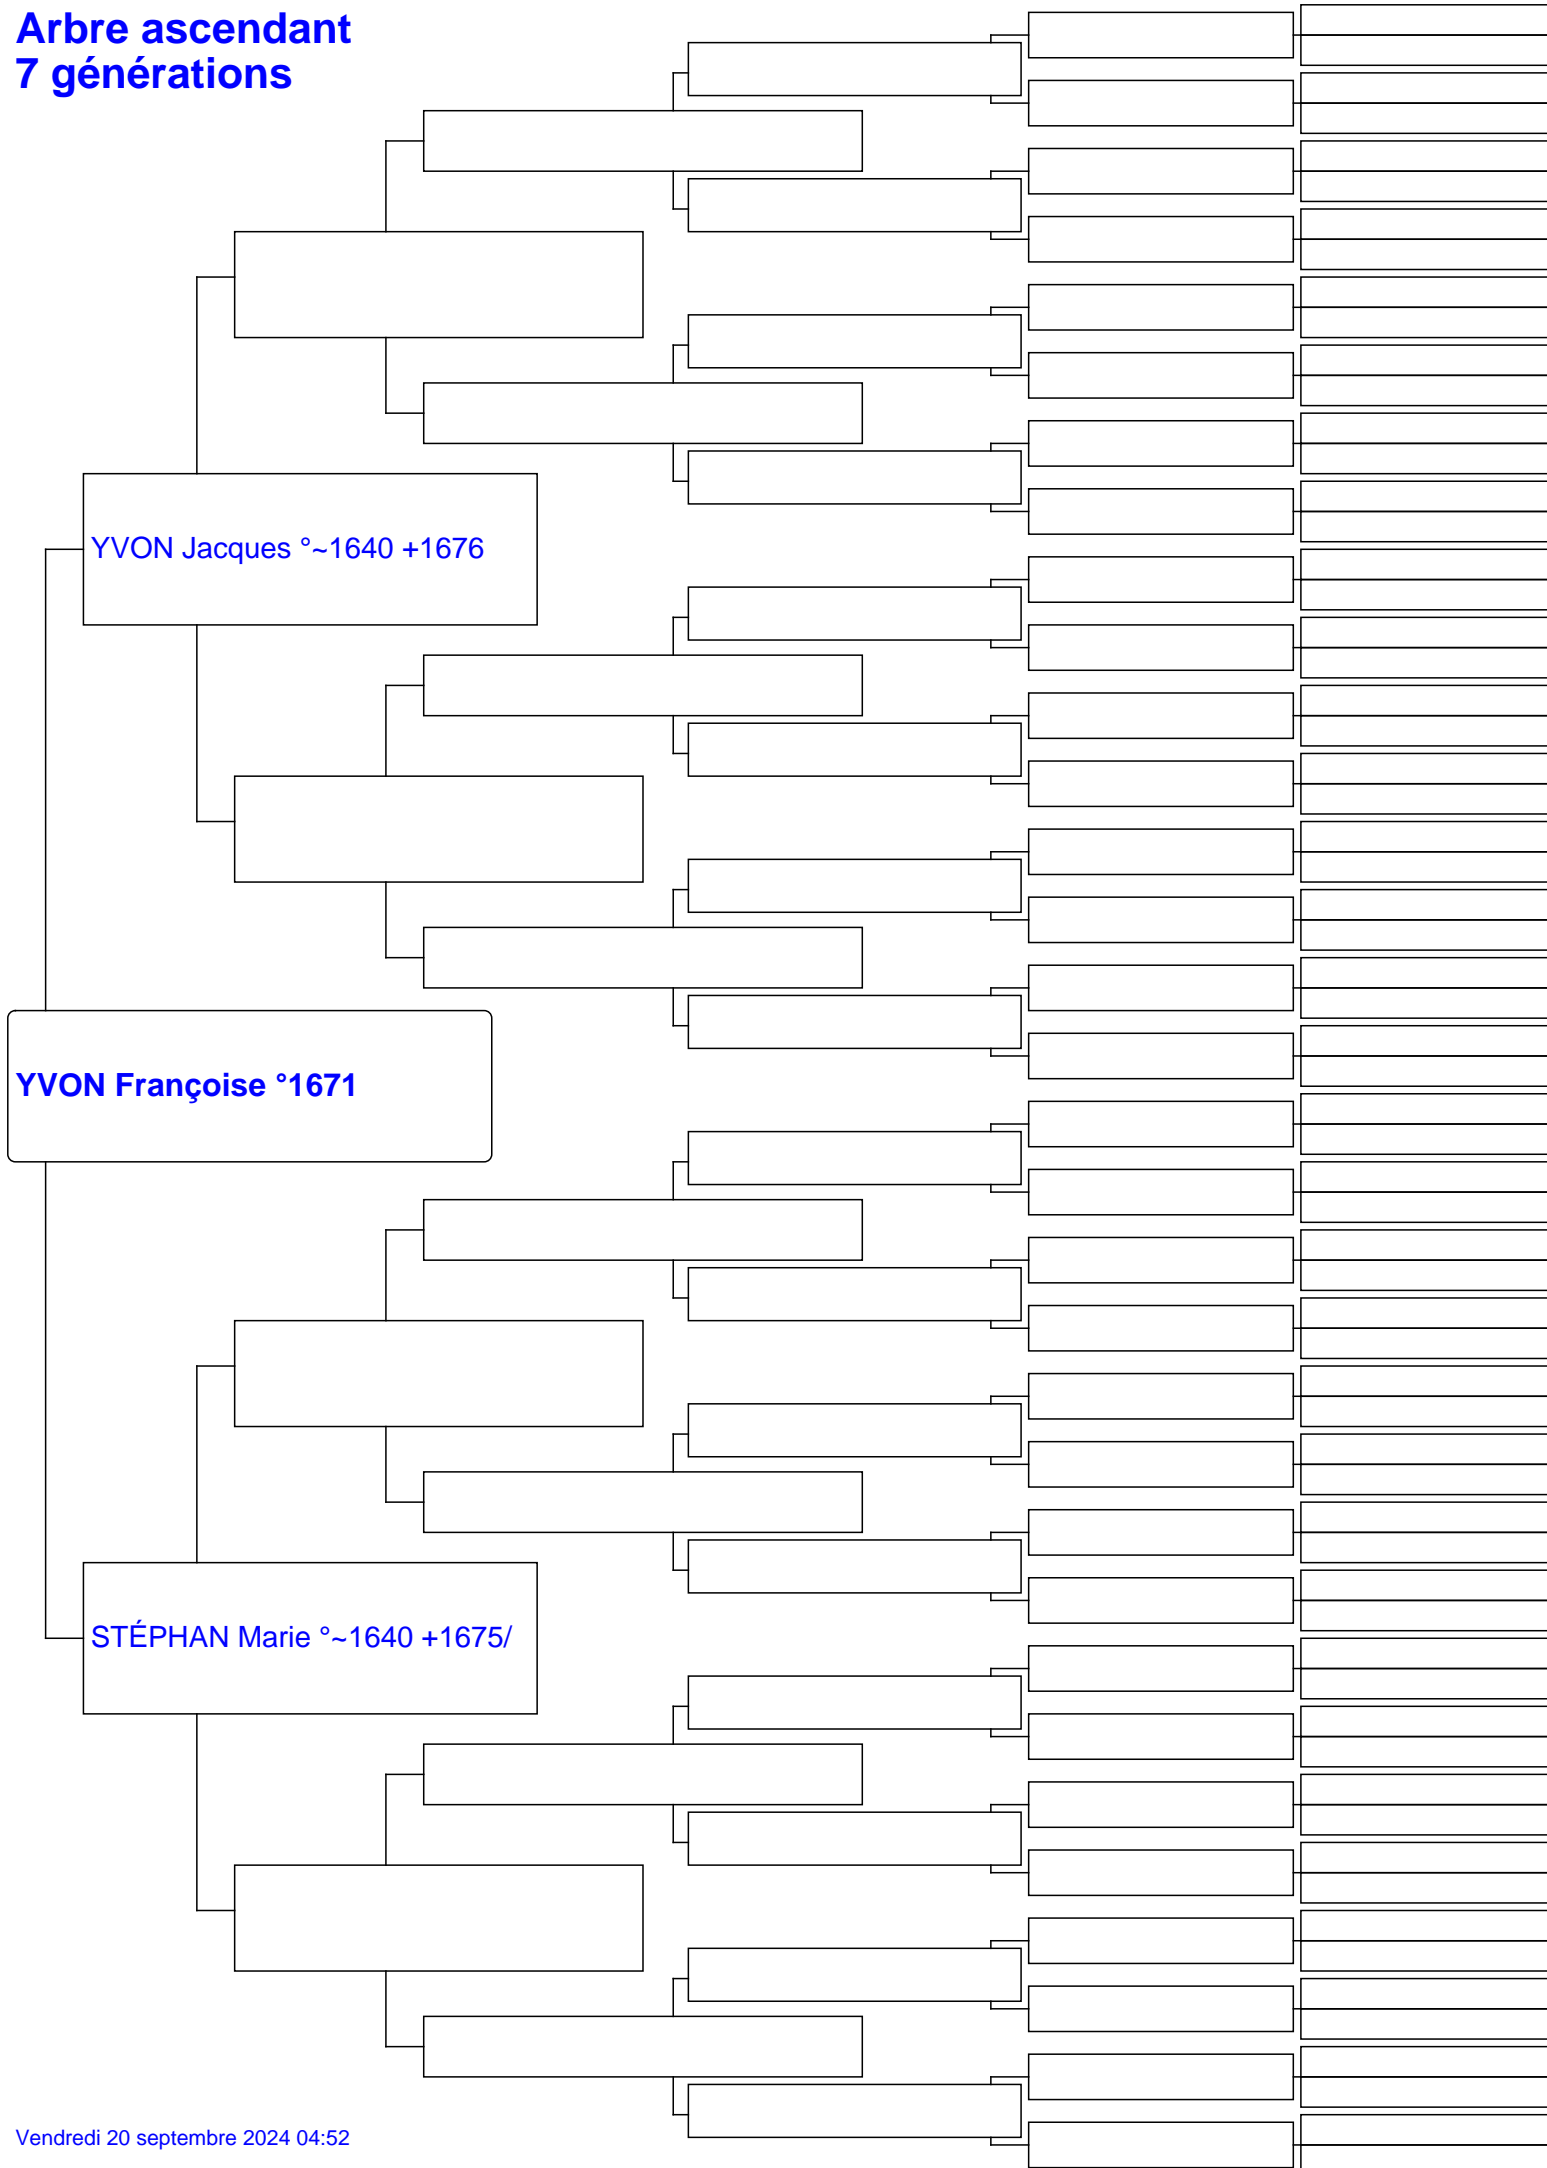 Arbre ascendant
7 générations
YVON Jacques °~1640 +1676
YVON Françoise °1671
STÉPHAN Marie °~1640 +1675/
Vendredi 20 septembre 2024 04:52